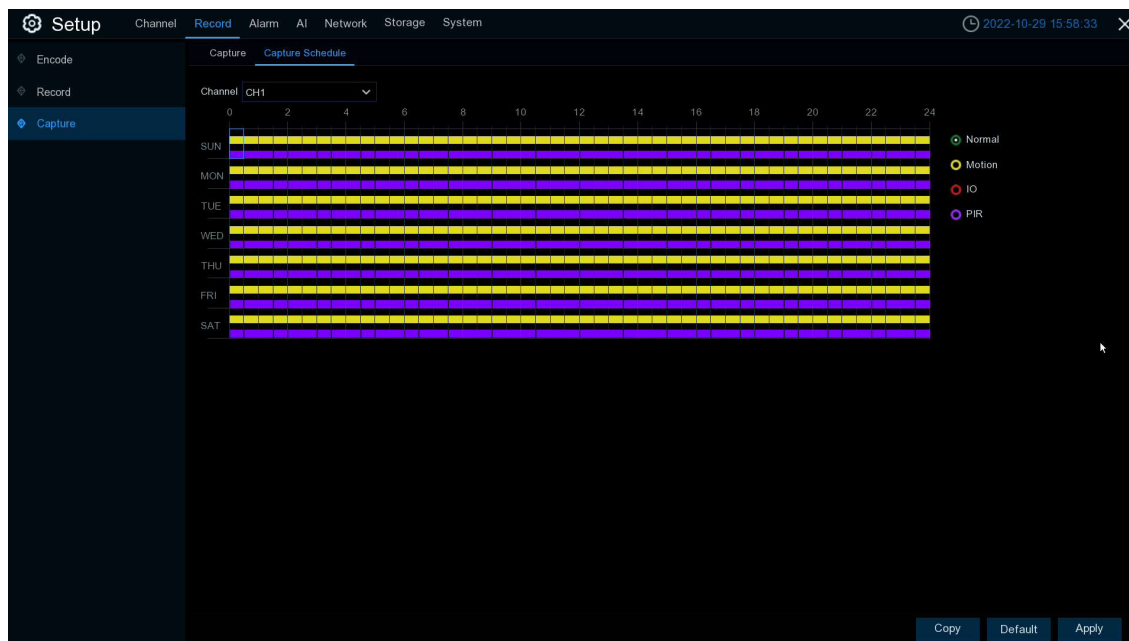 Setup Channel Record Alarm AI Network Storage System 2022-10-29 15:58:33
Encode
Record
Capture
Capture Capture Schedule
Channel CH1
0 2 4 6 8 10 12 14 16 18 20 22 24
SUN
MON
TUE
WED
THU
FRI
SAT
Normal
Motion
IO
PIR
Copy Default Apply